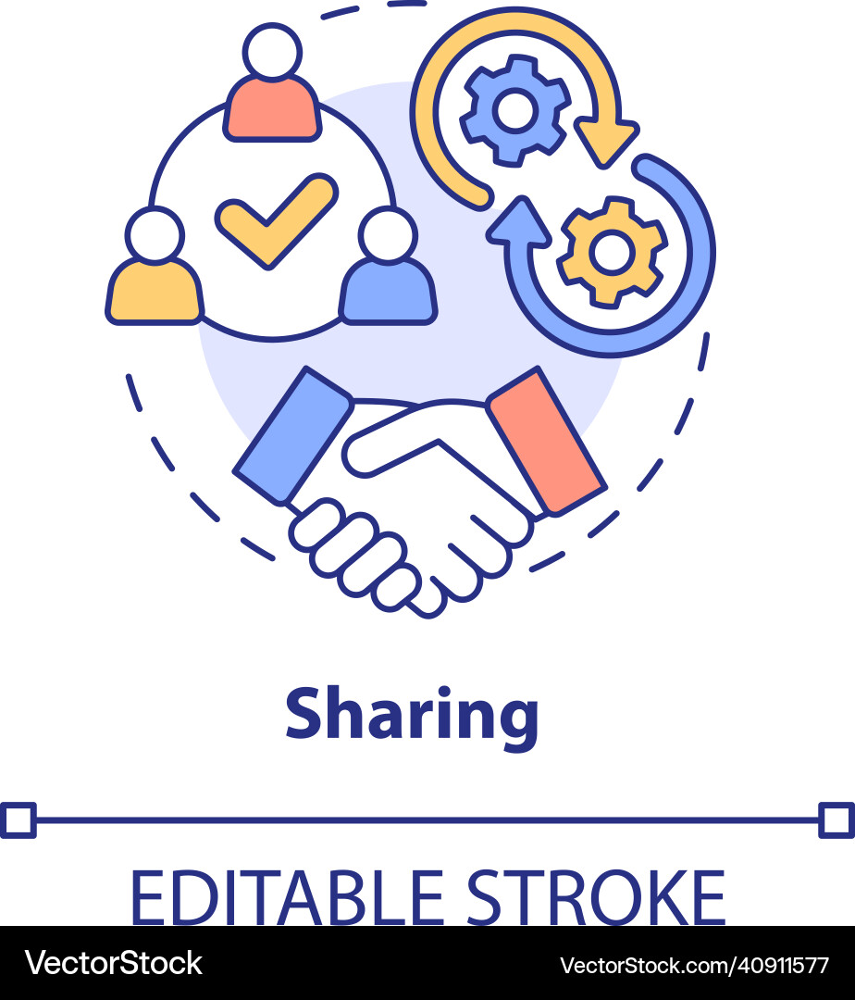 Sharing
EDITABLE STROKE
VectorStock
VectorStock.com/40911577